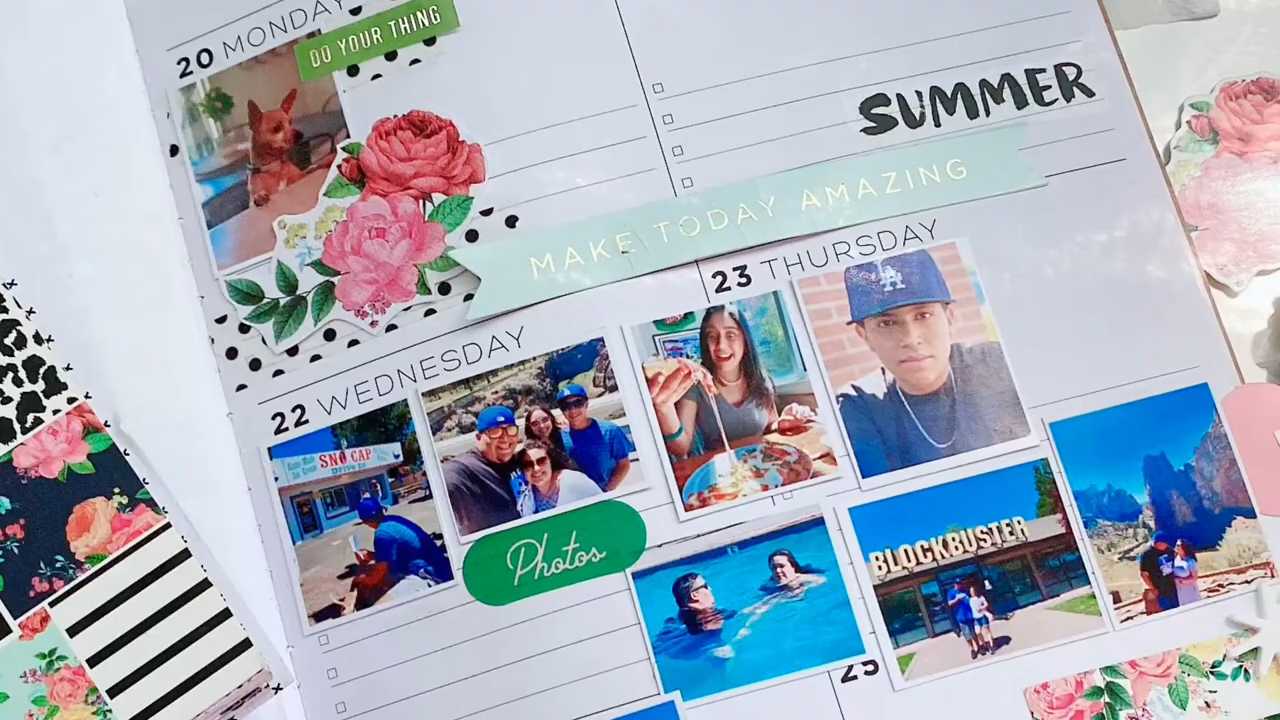 20 MONDAY
DO YOUR THING
SUMMER
MAKE TODAY AMAZING
23 THURSDAY
22 WEDNESDAY
SNO CAP
Drive In
LA
Photos
BLOCKBUSTER
25